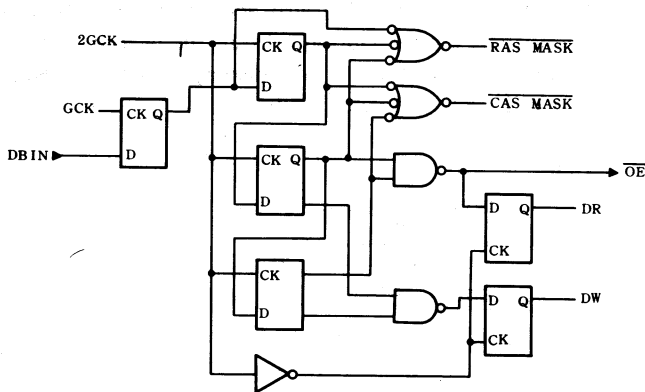 2GCK
CK Q
D
RAS MASK
CAS MASK
GCK
CK Q
D
DBIN
CK Q
D
OE
D Q
CK
DR
CK
D
D Q
CK
DW